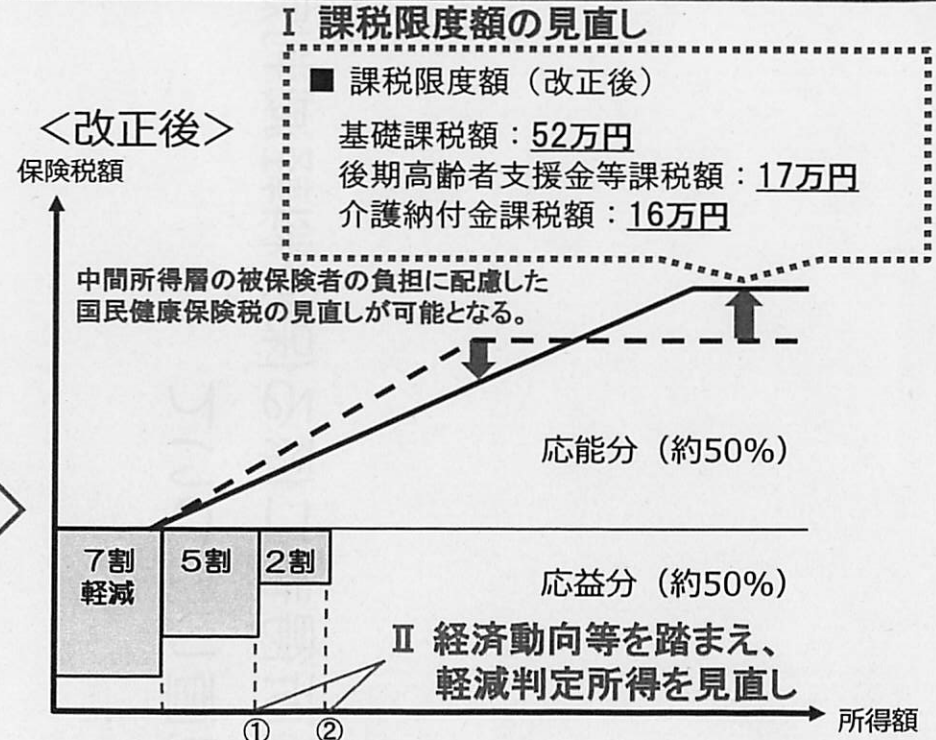 Ⅰ 課税限度額の見直し
■ 課税限度額（改正後）
基礎課税額：52万円
後期高齢者支援金等課税額：17万円
介護納付金課税額：16万円
＜改正後＞
保険税額
中間所得層の被保険者の負担に配慮した
国民健康保険税の見直しが可能となる。
応能分（約50%）
7割
軽減
5割
2割
応益分（約50%）
Ⅱ 経済動向等を踏まえ、
軽減判定所得を見直し
① ②
所得額